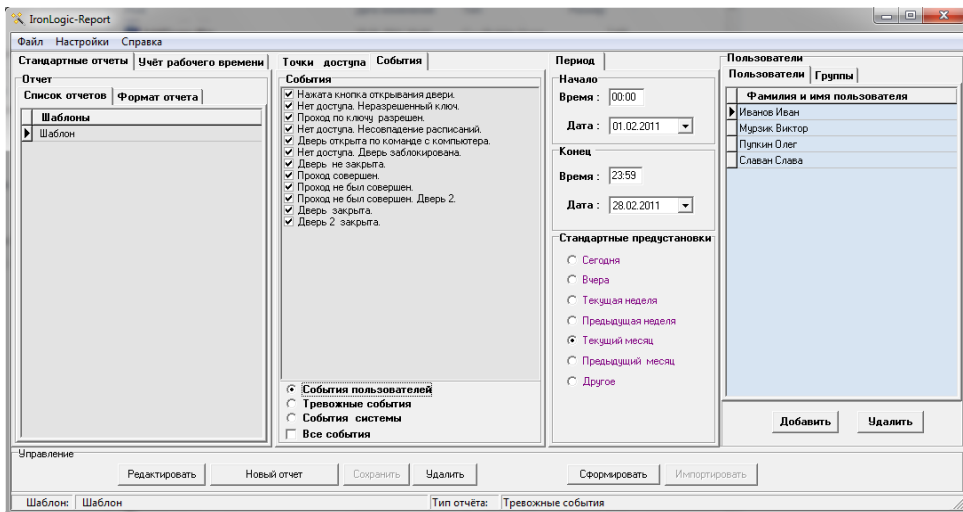 IronLogic-Report
Файл Настройки Справка
Стандартные отчеты Учёт рабочего времени
Отчет
Список отчетов Формат отчета
Шаблоны
Шаблон
Точки доступа События
События
Нажата кнопка открывания двери.
Нет доступа. Неразрешенный ключ.
Проход по ключу разрешен.
Нет доступа. Несовпадение расписаний.
Дверь открыта по команде с компьютера.
Нет доступа. Дверь заблокирована.
Дверь не закрыта.
Проход совершен.
Проход не был совершен.
Проход не был совершен. Дверь 2.
Дверь закрыта.
Дверь 2 закрыта.
События пользователей
Тревожные события
События системы
Все события
Период
Начало
Время : 00:00
Дата : 01.02.2011
Конец
Время : 23:59
Дата : 28.02.2011
Стандартные предустановки
Сегодня
Вчера
Текущая неделя
Предыдущая неделя
Текущий месяц
Предыдущий месяц
Другое
Пользователи
Пользователи Группы
Фамилия и имя пользователя
Иванов Иван
Мурзик Виктор
Пупкин Олег
Славан Слава
Добавить Удалить
Управление
Редактировать Новый отчет Сохранить Удалить Сформировать Импортировать
Шаблон: Шаблон Тип отчёта: Тревожные события